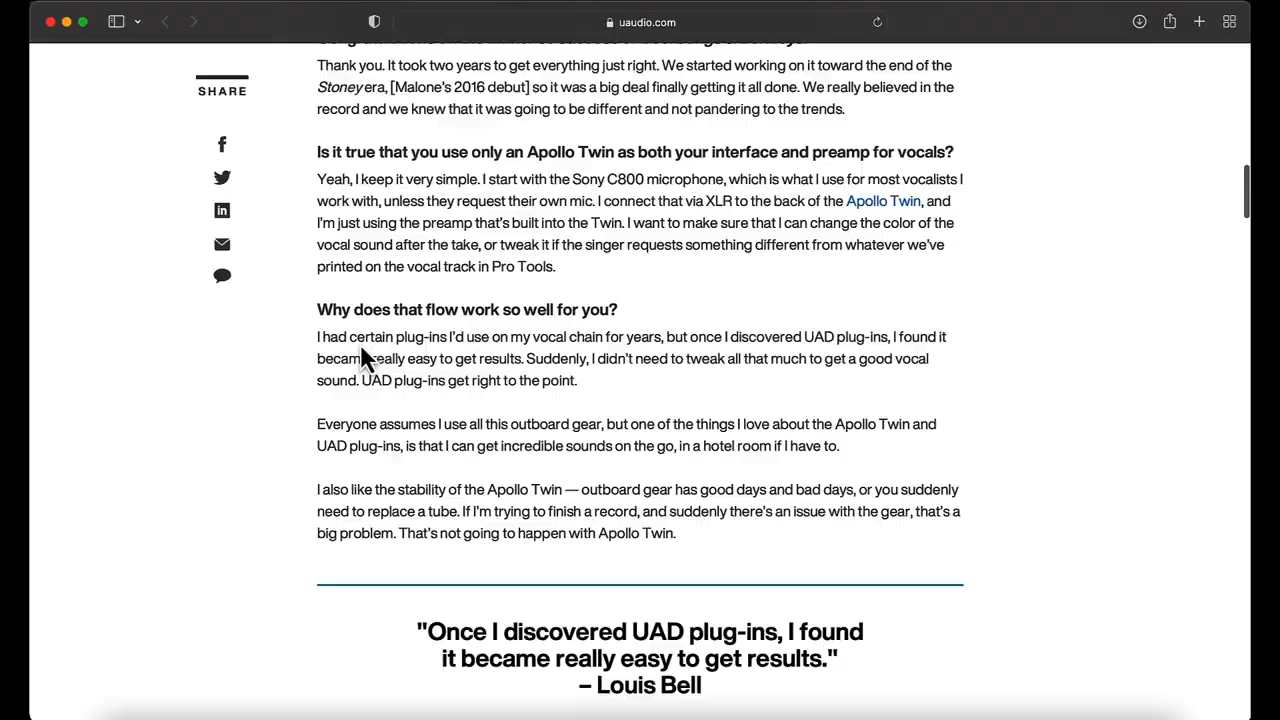 uaudio.com
SHARE
Thank you. It took two years to get everything just right. We started working on it toward the end of the
Stoney era, [Malone's 2016 debut] so it was a big deal finally getting it all done. We really believed in the
record and we knew that it was going to be different and not pandering to the trends.
Is it true that you use only an Apollo Twin as both your interface and preamp for vocals?
Yeah, I keep it very simple. I start with the Sony C800 microphone, which is what I use for most vocalists I
work with, unless they request their own mic. I connect that via XLR to the back of the Apollo Twin, and
I'm just using the preamp that's built into the Twin. I want to make sure that I can change the color of the
vocal sound after the take, or tweak it if the singer requests something different from whatever we've
printed on the vocal track in Pro Tools.
Why does that flow work so well for you?
I had certain plug-ins I'd use on my vocal chain for years, but once I discovered UAD plug-ins, I found it
became really easy to get results. Suddenly, I didn't need to tweak all that much to get a good vocal
sound. UAD plug-ins get right to the point.
Everyone assumes I use all this outboard gear, but one of the things I love about the Apollo Twin and
UAD plug-ins, is that I can get incredible sounds on the go, in a hotel room if I have to.
I also like the stability of the Apollo Twin — outboard gear has good days and bad days, or you suddenly
need to replace a tube. If I'm trying to finish a record, and suddenly there's an issue with the gear, that's a
big problem. That's not going to happen with Apollo Twin.
"Once I discovered UAD plug-ins, I found
it became really easy to get results."
– Louis Bell